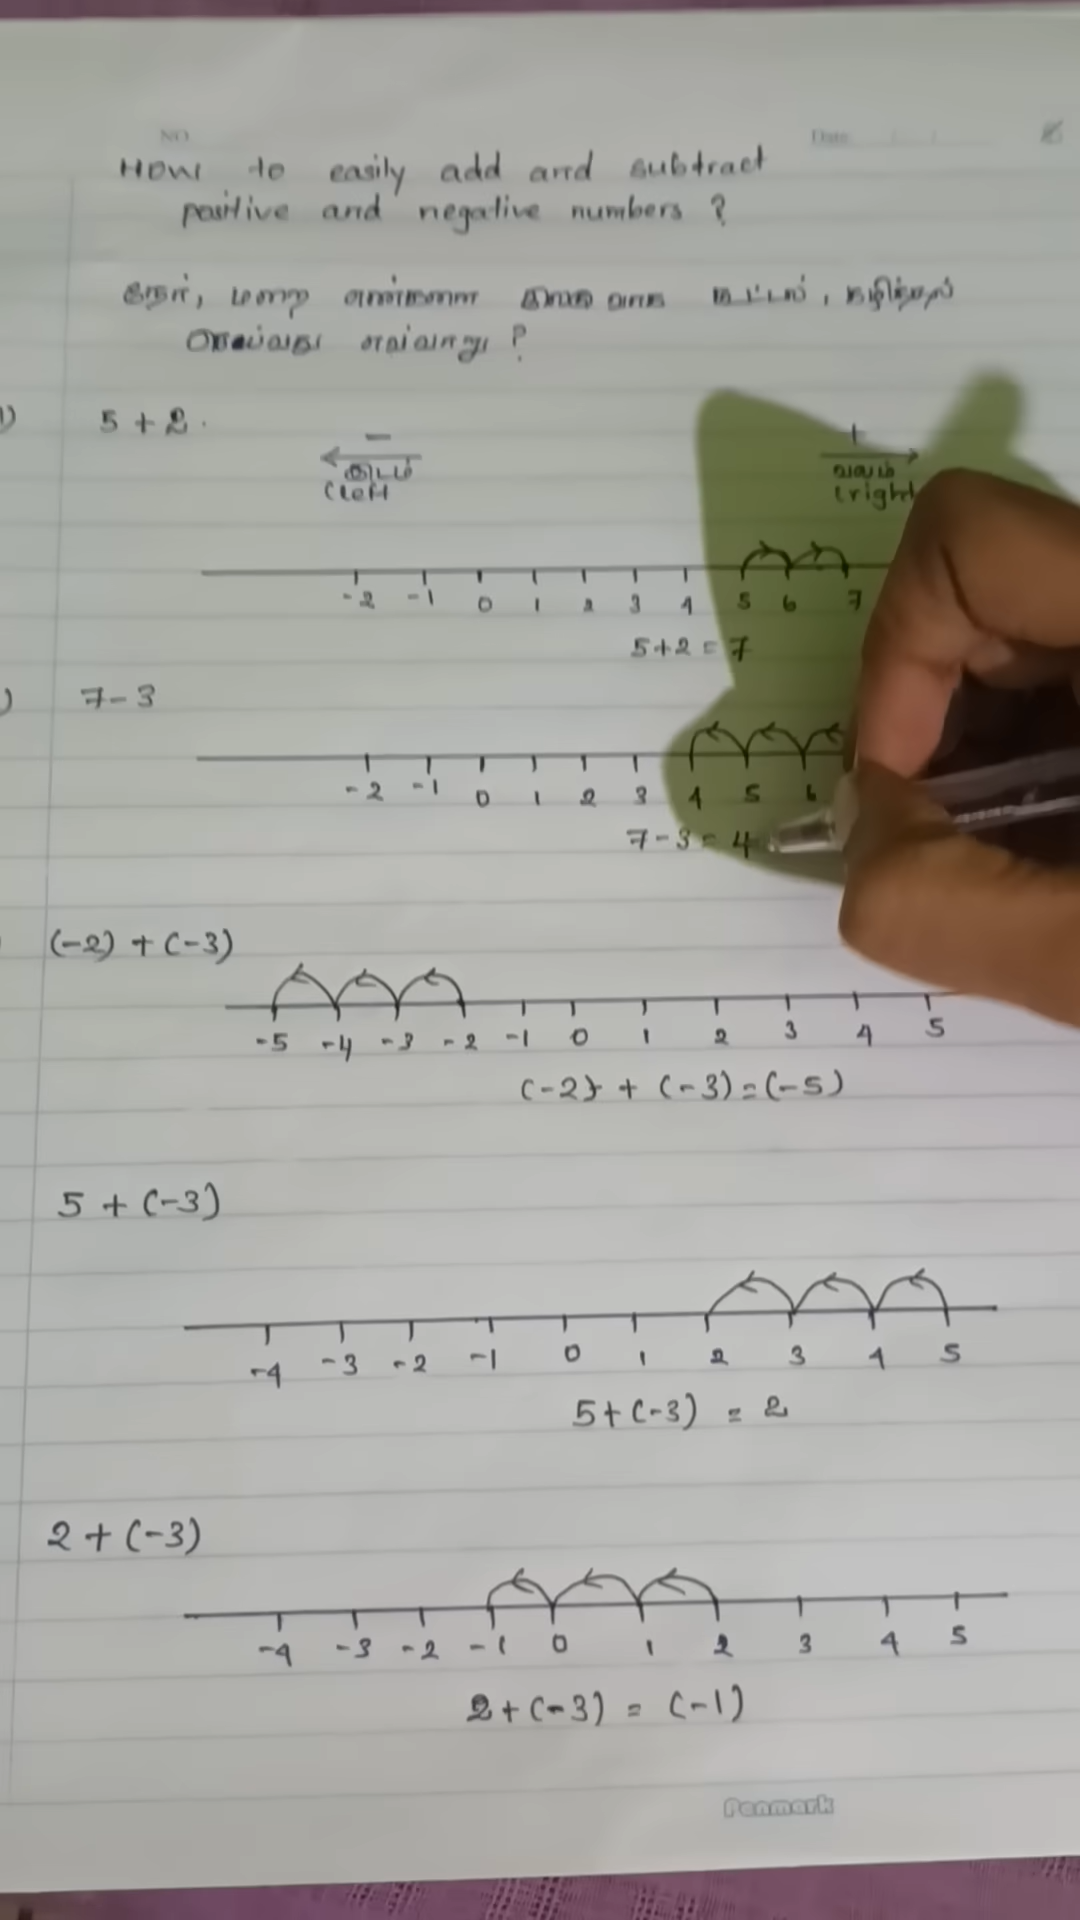 NO
Date
How to easily add and subtract
positive and negative numbers ?
நேர், மறை எண்களை இலகுவாக கூட்டல், கழித்தல்
செய்வது எவ்வாறு ?
1) 5 + 2.
− +
இடம் வலம்
(left (right
-2 -1 0 1 2 3 4 5 6 7
5+2 = 7
) 7 - 3
-2 -1 0 1 2 3 4 5 6
7-3 = 4
(-2) + (-3)
-5 -4 -3 -2 -1 0 1 2 3 4 5
(-2) + (-3) = (-5)
5 + (-3)
-4 -3 -2 -1 0 1 2 3 4 5
5+(-3) = 2
2 + (-3)
-4 -3 -2 -1 0 1 2 3 4 5
2+(-3) = (-1)
Penmark